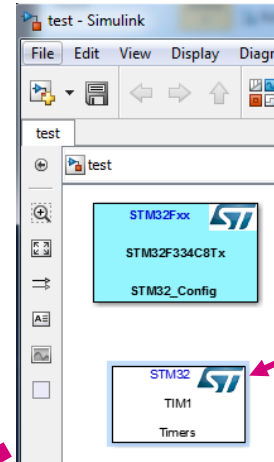 test - Simulink
File Edit View Display Diagr
test
test
STM32Fxx
STM32F334C8Tx
STM32_Config
STM32
TIM1
Timers